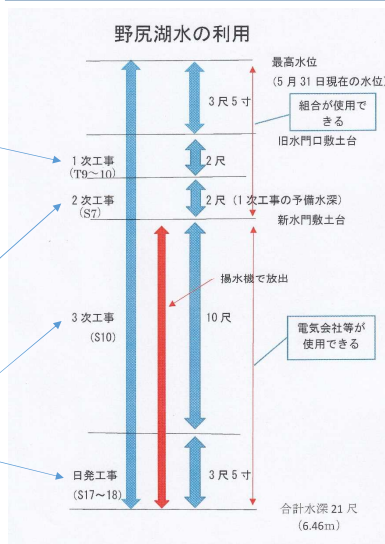 野尻湖水の利用
最高水位
(5月31日現在の水位)
3尺5寸
組合が使用で
きる
旧水門口敷土台
1次工事
(T9～10)
2尺
2次工事
(S7)
2尺(1次工事の予備水深)
新水門敷土台
揚水機で放出
3次工事
(S10)
10尺
電気会社等が
使用できる
日発工事
(S17～18)
3尺5寸
合計水深21尺
(6.46m)